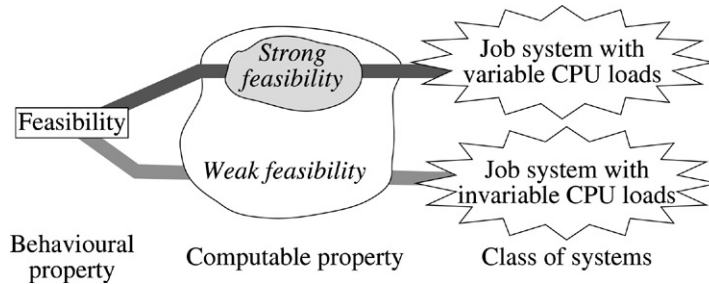 Strong
feasibility
Job system with
variable CPU loads
Feasibility
Weak feasibility
Job system with
invariable CPU loads
Behavioural
property
Computable property
Class of systems